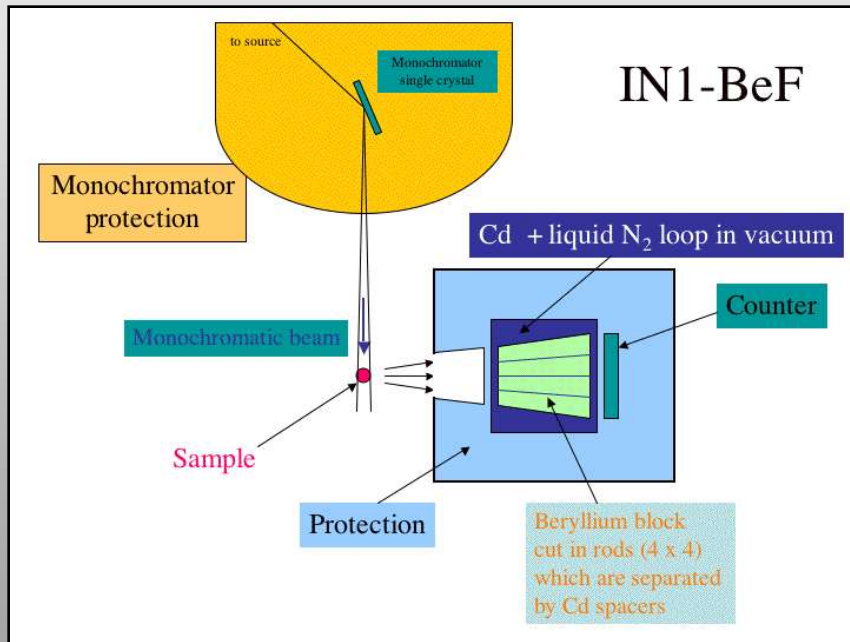 to source
Monochromator
single crystal
IN1-BeF
Monochromator
protection
Cd + liquid N₂ loop in vacuum
Counter
Monochromatic beam
Sample
Protection
Beryllium block
cut in rods (4 x 4)
which are separated
by Cd spacers